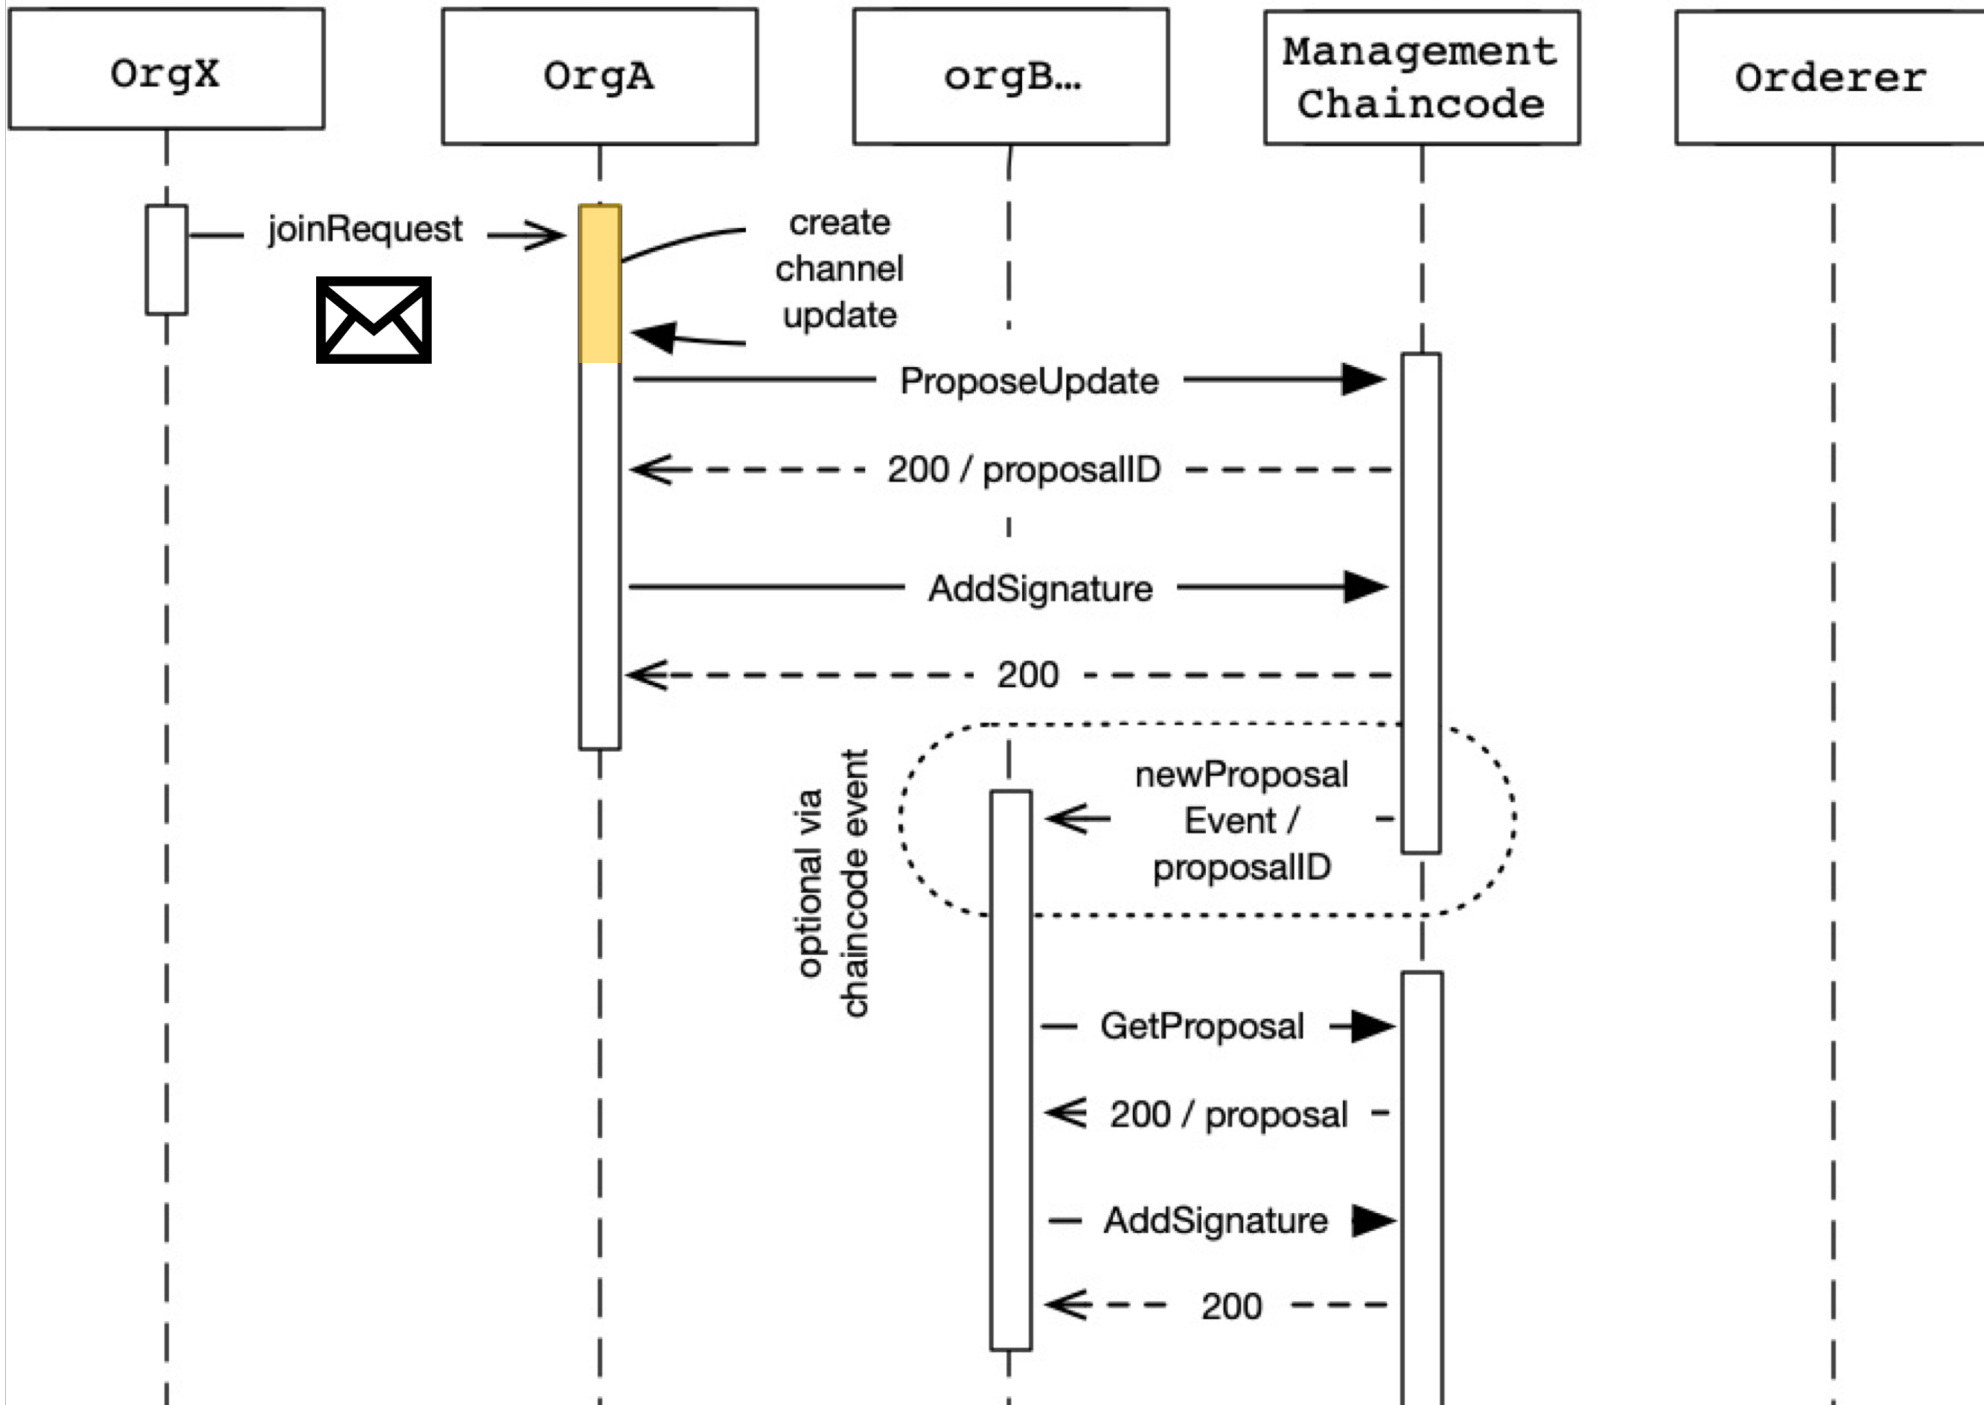 OrgX
OrgA
orgB...
Management
Chaincode
Orderer
joinRequest
create
channel
update
ProposeUpdate
200 / proposalID
AddSignature
200
optional via
chaincode event
newProposal
Event /
proposalID
GetProposal
200 / proposal
AddSignature
200